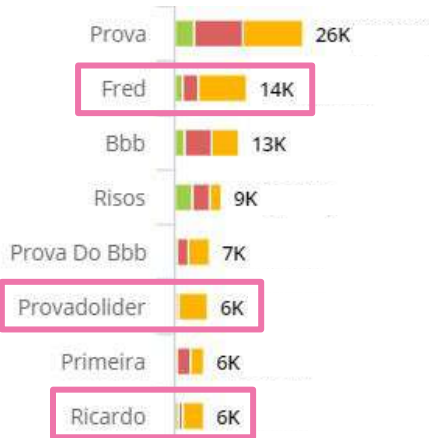 Prova 26K
Fred 14K
Bbb 13K
Risos 9K
Prova Do Bbb 7K
Provadolider 6K
Primeira 6K
Ricardo 6K